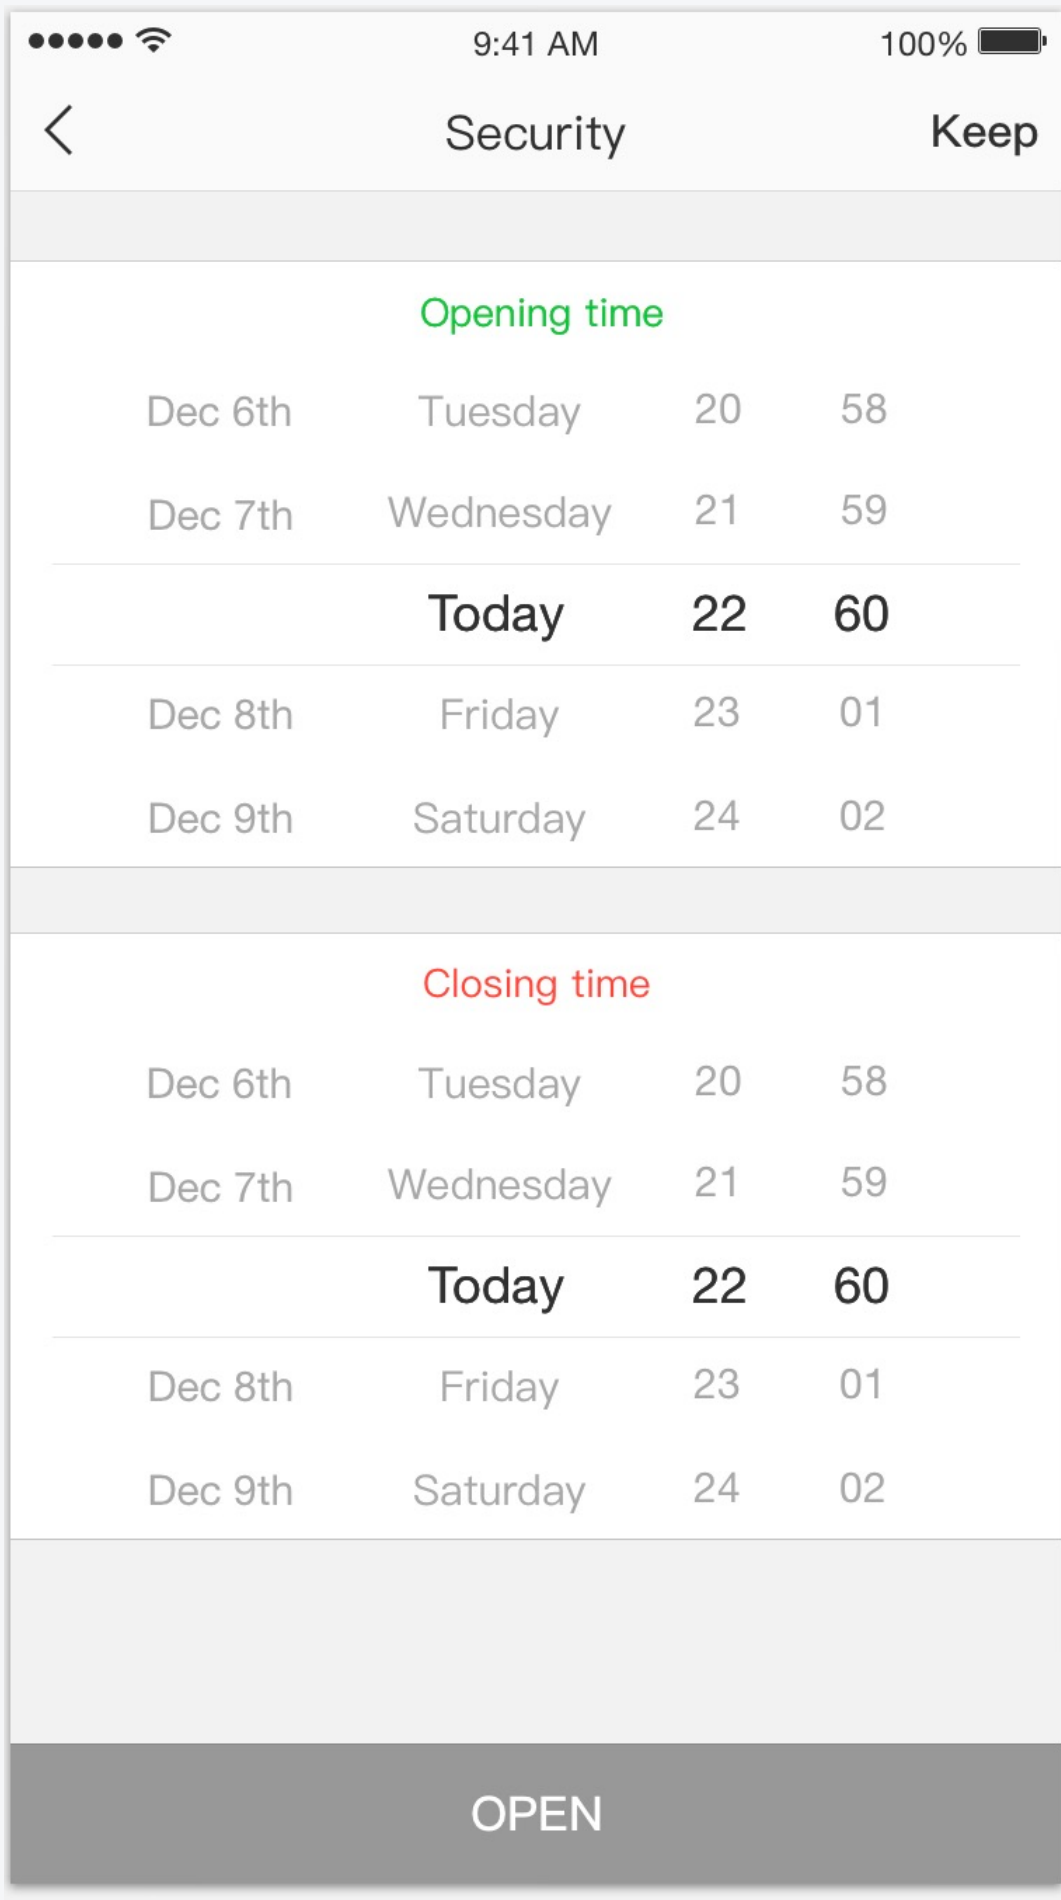 9:41 AM 100%
Security Keep
Opening time
Dec 6th Tuesday 20 58
Dec 7th Wednesday 21 59
Today 22 60
Dec 8th Friday 23 01
Dec 9th Saturday 24 02
Closing time
Dec 6th Tuesday 20 58
Dec 7th Wednesday 21 59
Today 22 60
Dec 8th Friday 23 01
Dec 9th Saturday 24 02
OPEN